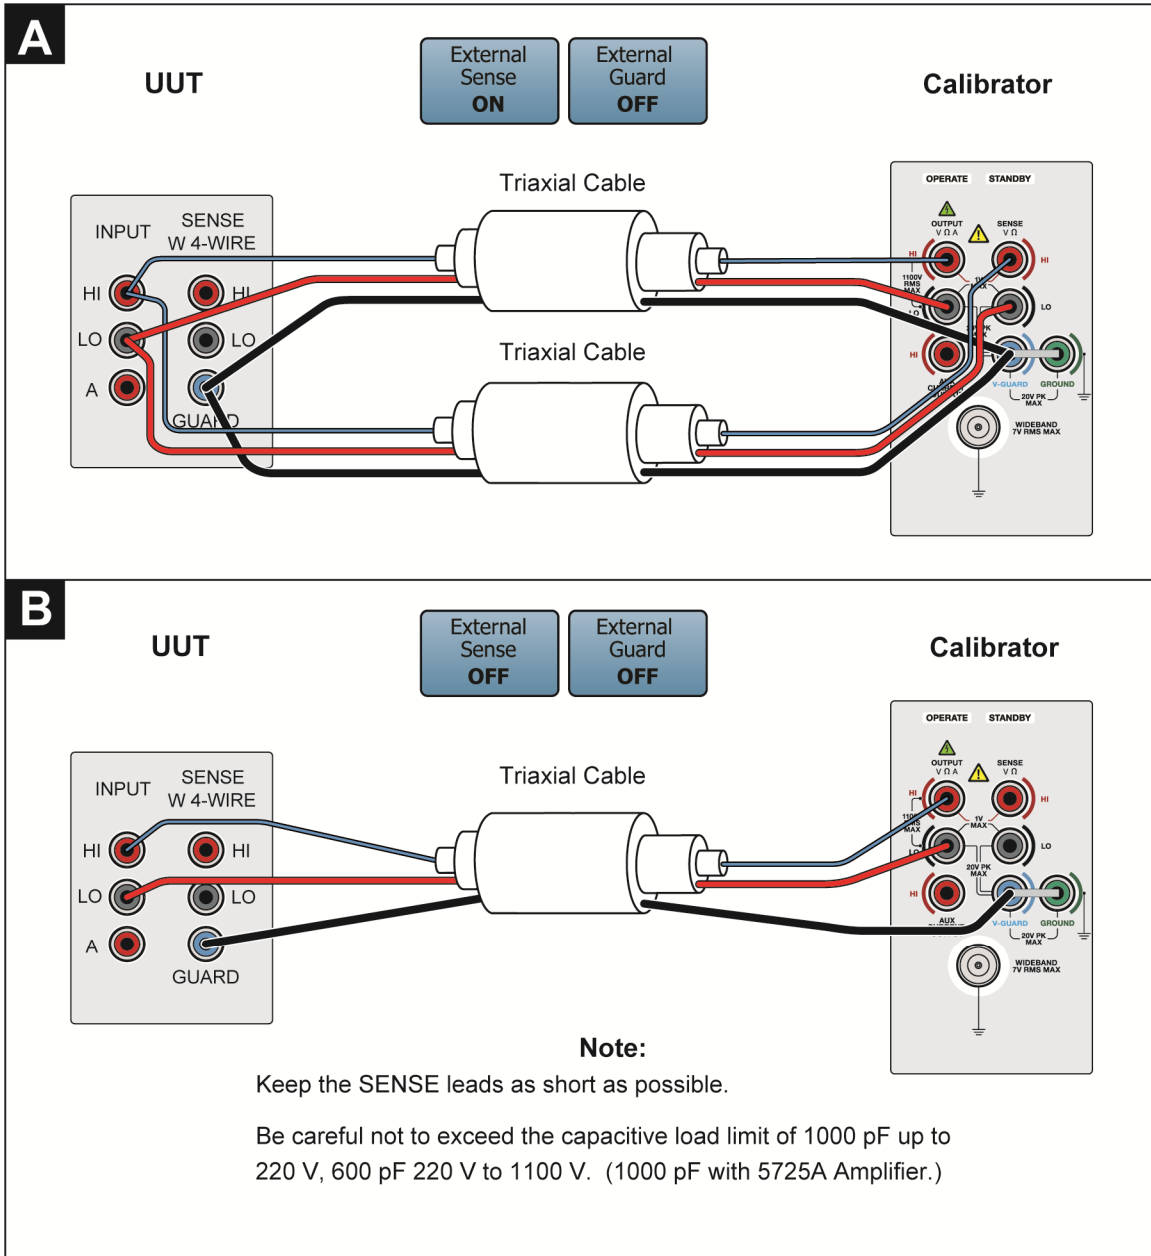 A
UUT
External
Sense
ON
External
Guard
OFF
Calibrator
Triaxial Cable
Triaxial Cable
INPUT
SENSE
W 4-WIRE
HI
HI
LO
LO
A
GUARD
OPERATE
STANDBY
OUTPUT
V Ω A
SENSE
V Ω
HI
HI
1100V
RMS
MAX
LO
HI
V-GUARD
GROUND
20V PK
MAX
WIDEBAND
7V RMS MAX
B
UUT
External
Sense
OFF
External
Guard
OFF
Calibrator
Triaxial Cable
INPUT
SENSE
W 4-WIRE
HI
HI
LO
LO
A
GUARD
OPERATE
STANDBY
OUTPUT
V Ω A
SENSE
V Ω
HI
HI
RMS
MAX
1V
MAX
LO
LO
20V PK
MAX
HI
AUX
V-GUARD
GROUND
20V PK
MAX
WIDEBAND
7V RMS MAX
Note:
Keep the SENSE leads as short as possible.
Be careful not to exceed the capacitive load limit of 1000 pF up to
220 V, 600 pF 220 V to 1100 V. (1000 pF with 5725A Amplifier.)